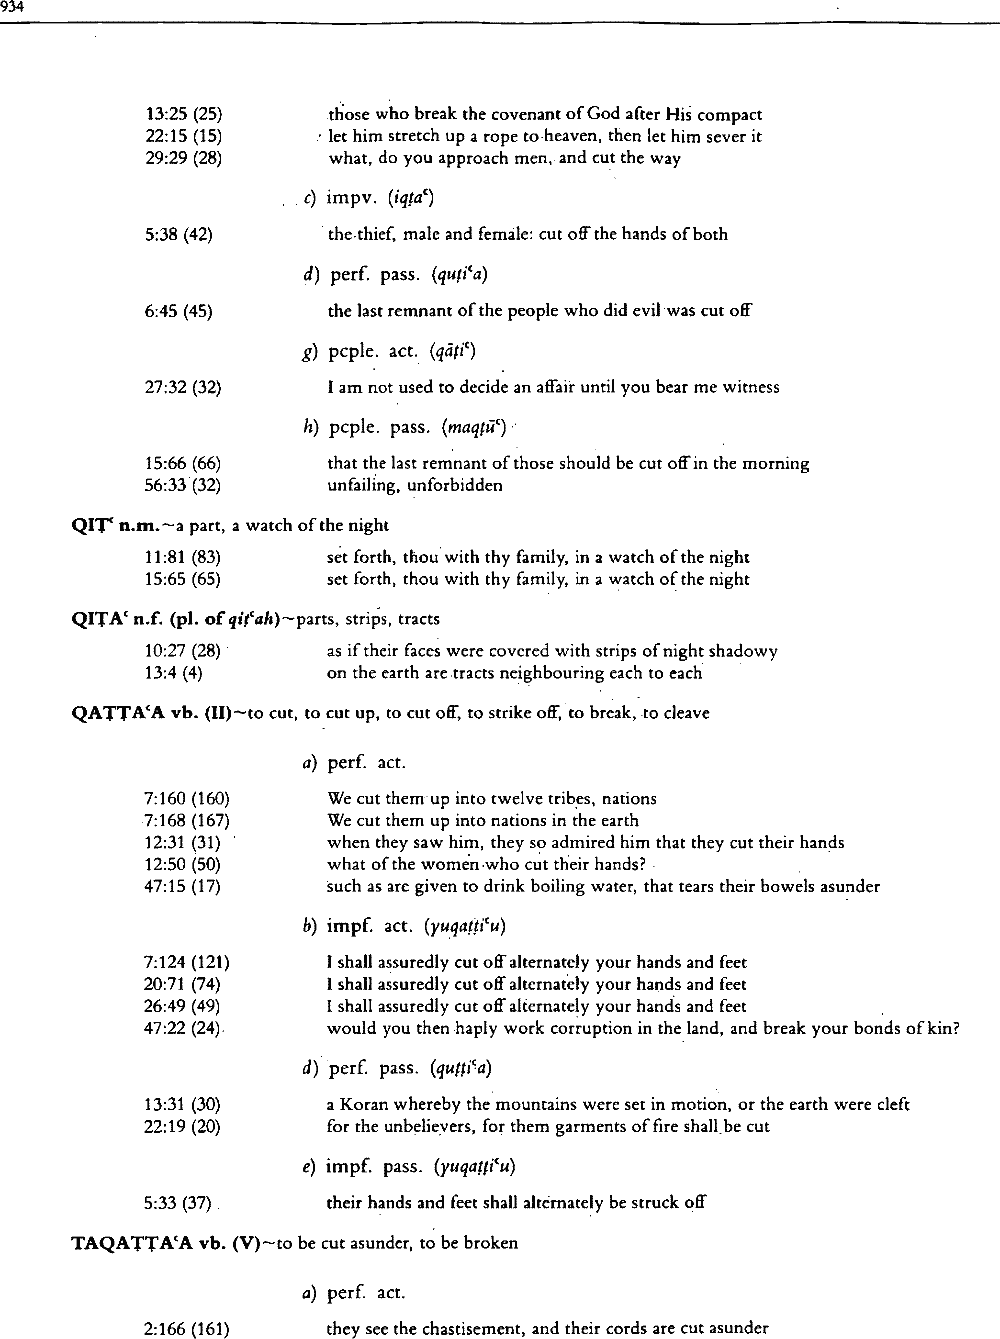 934
13:25 (25) those who break the covenant of God after His compact
22:15 (15) let him stretch up a rope to heaven, then let him sever it
29:29 (28) what, do you approach men, and cut the way
c) impv. (iqṭaʿ)
5:38 (42) the thief, male and female: cut off the hands of both
d) perf. pass. (quṭiʿa)
6:45 (45) the last remnant of the people who did evil was cut off
g) pcple. act. (qāṭiʿ)
27:32 (32) I am not used to decide an affair until you bear me witness
h) pcple. pass. (maqṭūʿ)
15:66 (66) that the last remnant of those should be cut off in the morning
56:33 (32) unfailing, unforbidden
QIṬʿ n.m.~a part, a watch of the night
11:81 (83) set forth, thou with thy family, in a watch of the night
15:65 (65) set forth, thou with thy family, in a watch of the night
QIṬAʿ n.f. (pl. of qiṭʿah)~parts, strips, tracts
10:27 (28) as if their faces were covered with strips of night shadowy
13:4 (4) on the earth are tracts neighbouring each to each
QAṬṬAʿA vb. (II)~to cut, to cut up, to cut off, to strike off, to break, to cleave
a) perf. act.
7:160 (160) We cut them up into twelve tribes, nations
7:168 (167) We cut them up into nations in the earth
12:31 (31) when they saw him, they so admired him that they cut their hands
12:50 (50) what of the women who cut their hands?
47:15 (17) such as are given to drink boiling water, that tears their bowels asunder
b) impf. act. (yuqaṭṭiʿu)
7:124 (121) I shall assuredly cut off alternately your hands and feet
20:71 (74) I shall assuredly cut off alternately your hands and feet
26:49 (49) I shall assuredly cut off alternately your hands and feet
47:22 (24) would you then haply work corruption in the land, and break your bonds of kin?
d) perf. pass. (quṭṭiʿa)
13:31 (30) a Koran whereby the mountains were set in motion, or the earth were cleft
22:19 (20) for the unbelievers, for them garments of fire shall be cut
e) impf. pass. (yuqaṭṭiʿu)
5:33 (37) their hands and feet shall alternately be struck off
TAQAṬṬAʿA vb. (V)~to be cut asunder, to be broken
a) perf. act.
2:166 (161) they see the chastisement, and their cords are cut asunder